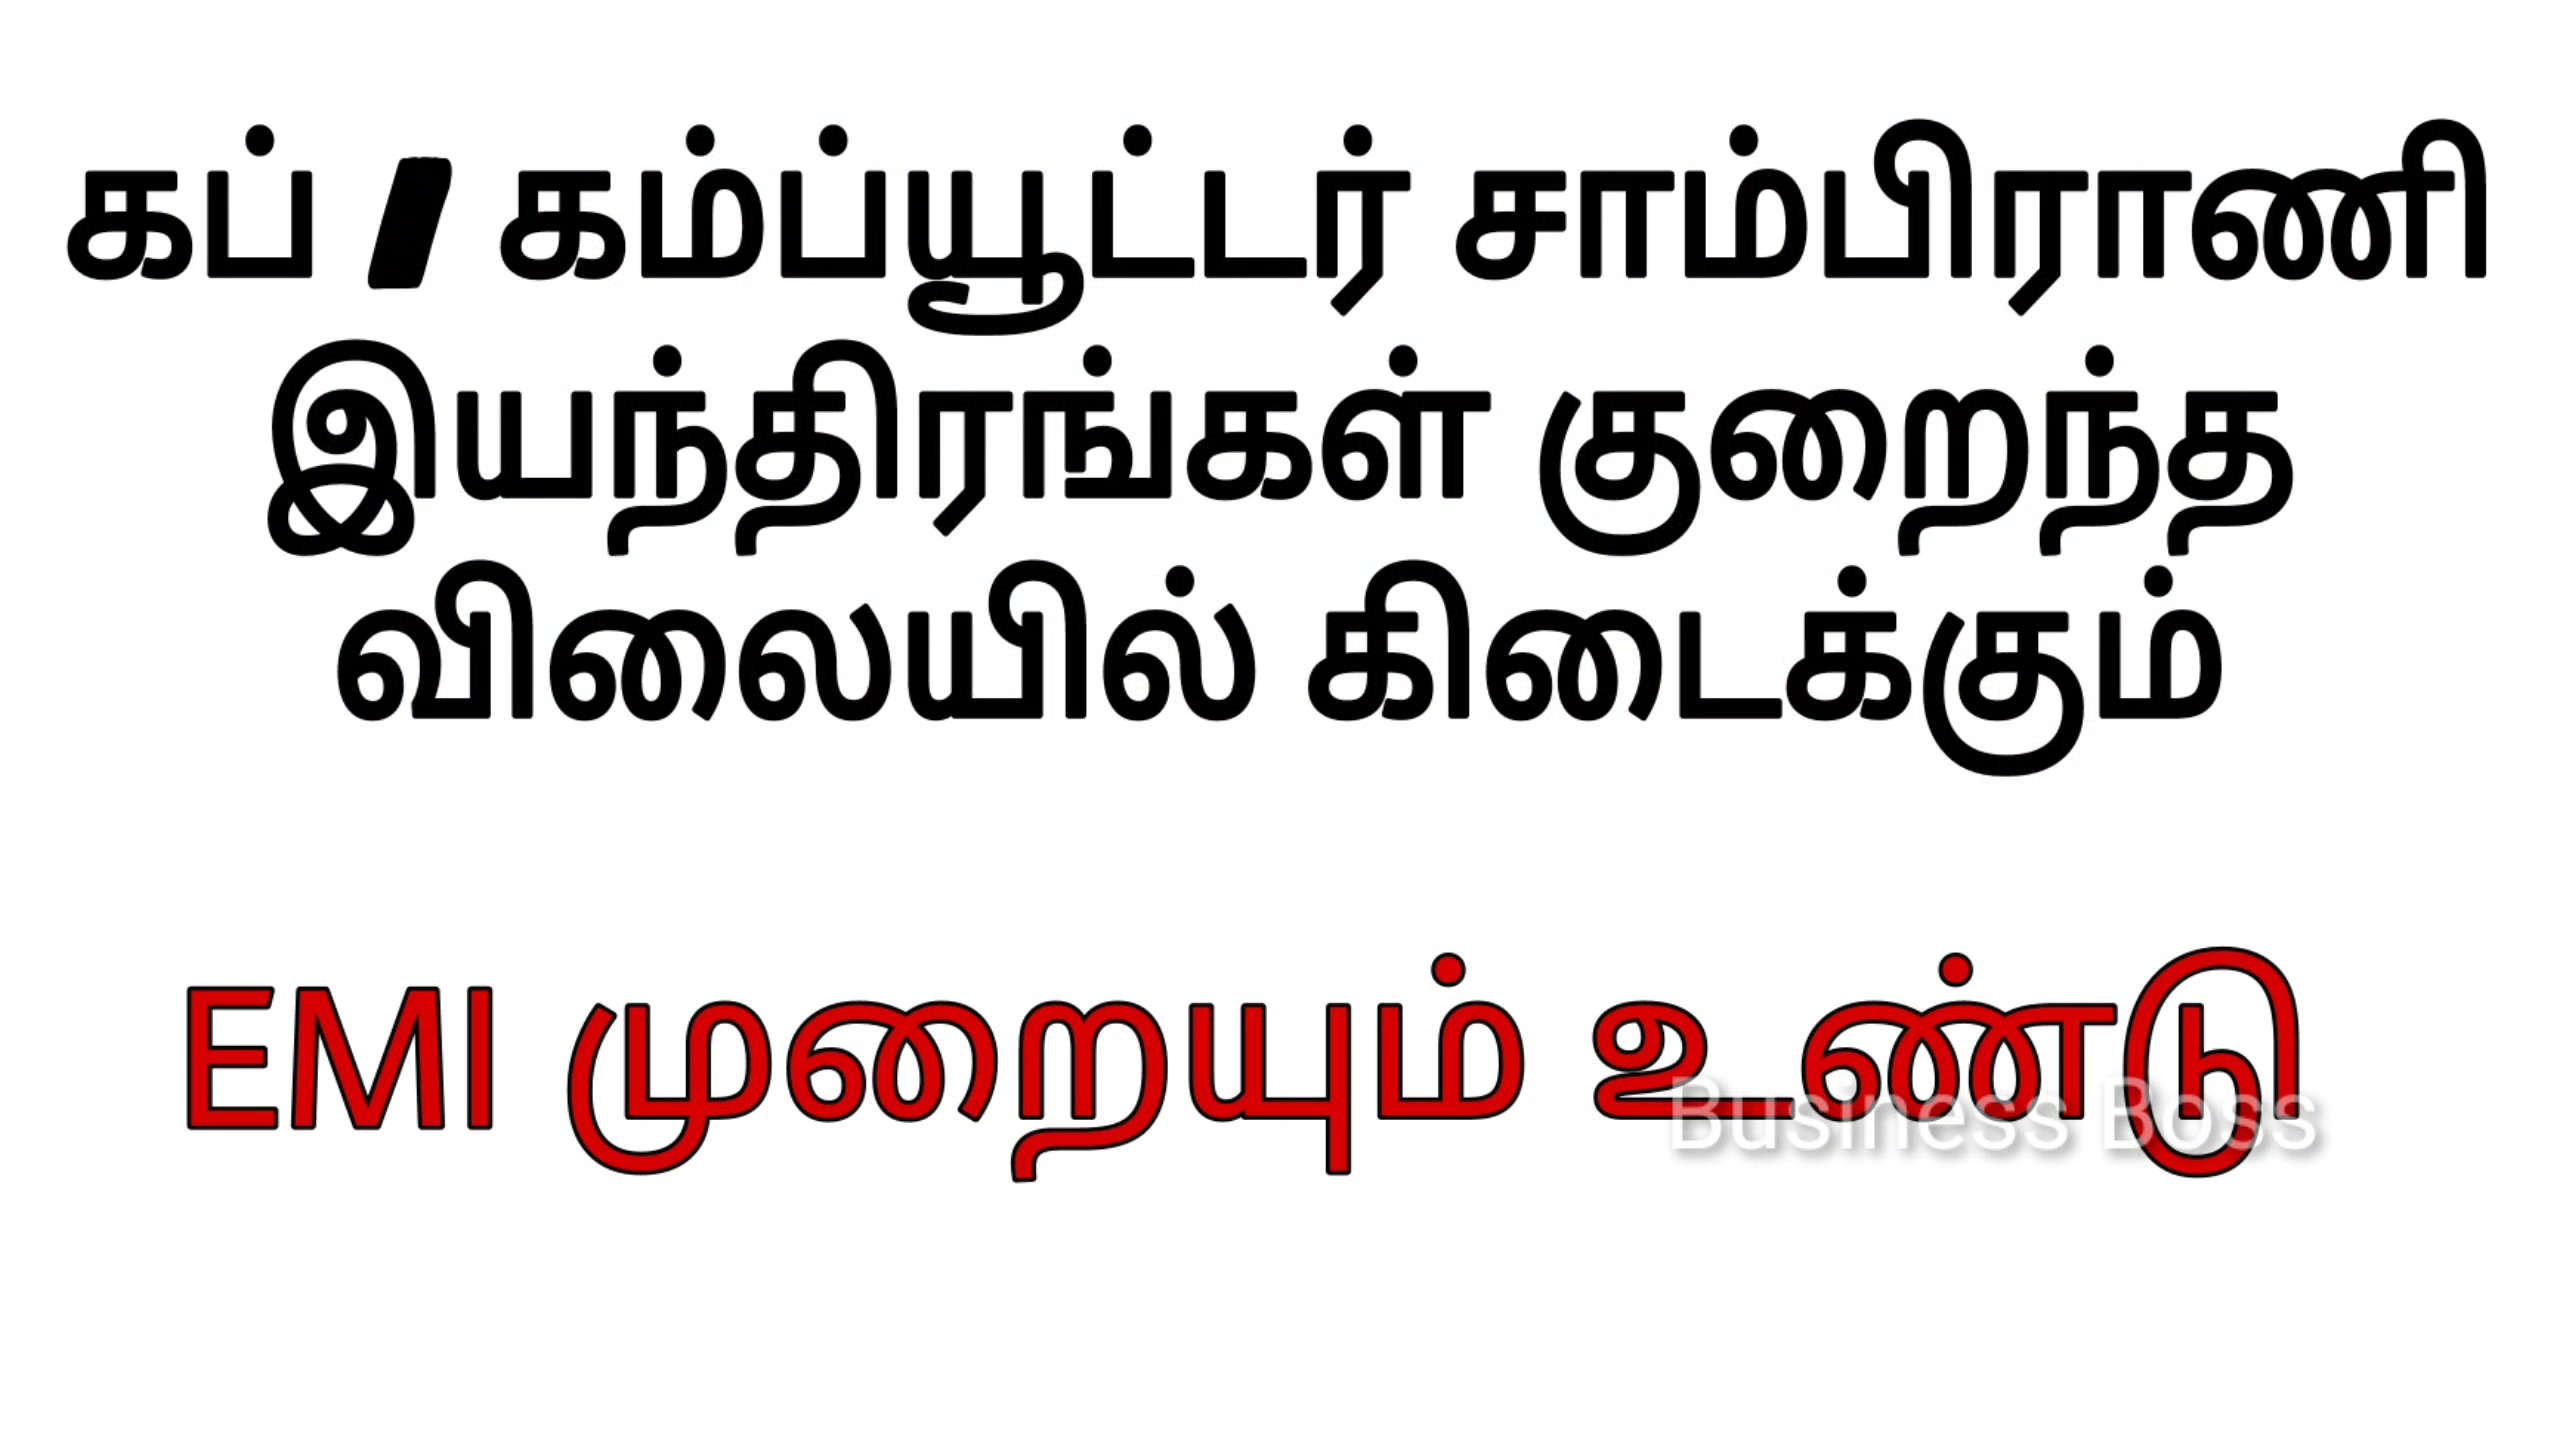 கப் / கம்ப்யூட்டர் சாம்பிராணி
இயந்திரங்கள் குறைந்த
விலையில் கிடைக்கும்
EMI முறையும் உண்டு
Business Boss